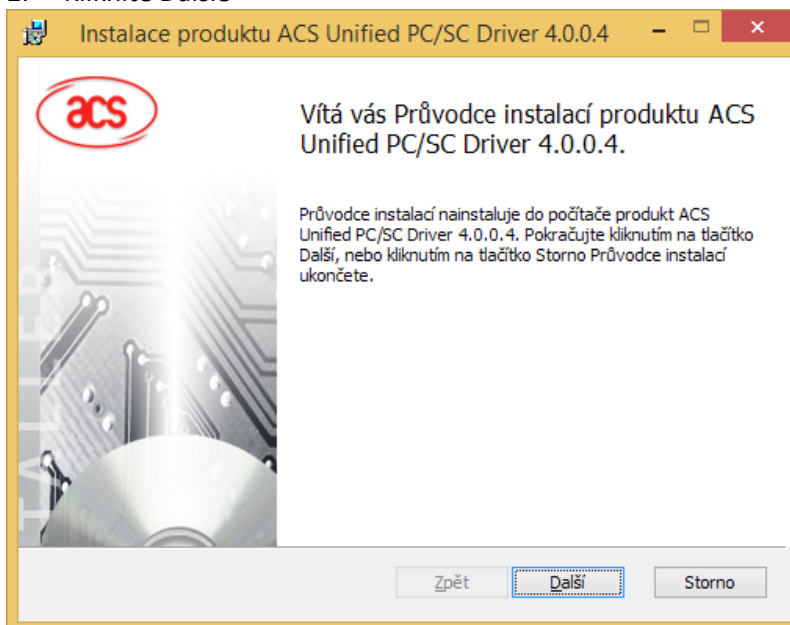 Instalace produktu ACS Unified PC/SC Driver 4.0.0.4
acs
Vítá vás Průvodce instalací produktu ACS
Unified PC/SC Driver 4.0.0.4.
Průvodce instalací nainstaluje do počítače produkt ACS
Unified PC/SC Driver 4.0.0.4. Pokračujte kliknutím na tlačítko
Další, nebo kliknutím na tlačítko Storno Průvodce instalací
ukončete.
TALLER
Zpět
Další
Storno